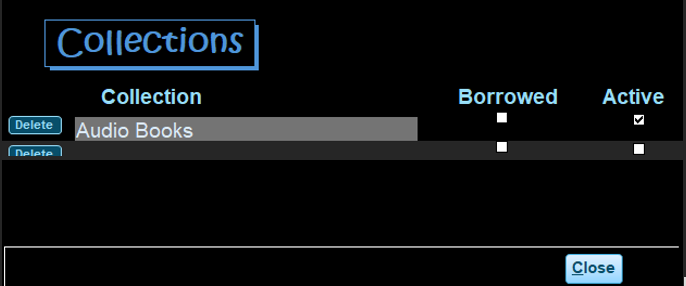 Collections
Collection Borrowed Active
Delete Audio Books
Delete
Close